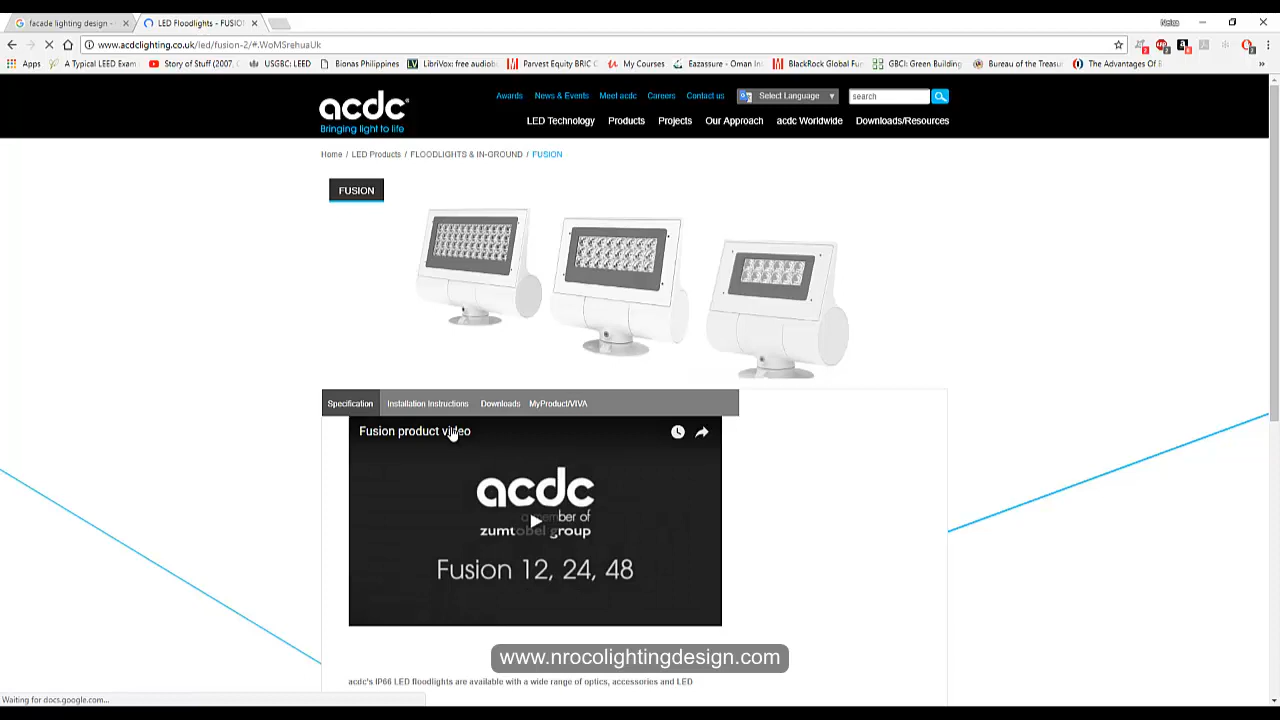 facade lighting design -
LED Floodlights - FUSIO
www.acdclighting.co.uk/led/fusion-2/#.WoMSrehuaUk
Apps
A Typical LEED Exam
Story of Stuff (2007,
USGBC: LEED
Bionas Philippines
LibriVox: free audiob
Parvest Equity BRIC C
My Courses
Eazassure - Oman In
BlackRock Global Fun
GBCI: Green Building
Bureau of the Treasu
The Advantages Of E
»
acdc®
Bringing light to life
Awards
News & Events
Meet acdc
Careers
Contact us
Select Language
search
LED Technology
Products
Projects
Our Approach
acdc Worldwide
Downloads/Resources
Home / LED Products / FLOODLIGHTS & IN-GROUND / FUSION
FUSION
Specification
Installation Instructions
Downloads
MyProduct/VIVA
Fusion product video
acdc
a member of
zumtobel group
Fusion 12, 24, 48
www.nrocolightingdesign.com
acdc's IP66 LED floodlights are available with a wide range of optics, accessories and LED
Waiting for docs.google.com...